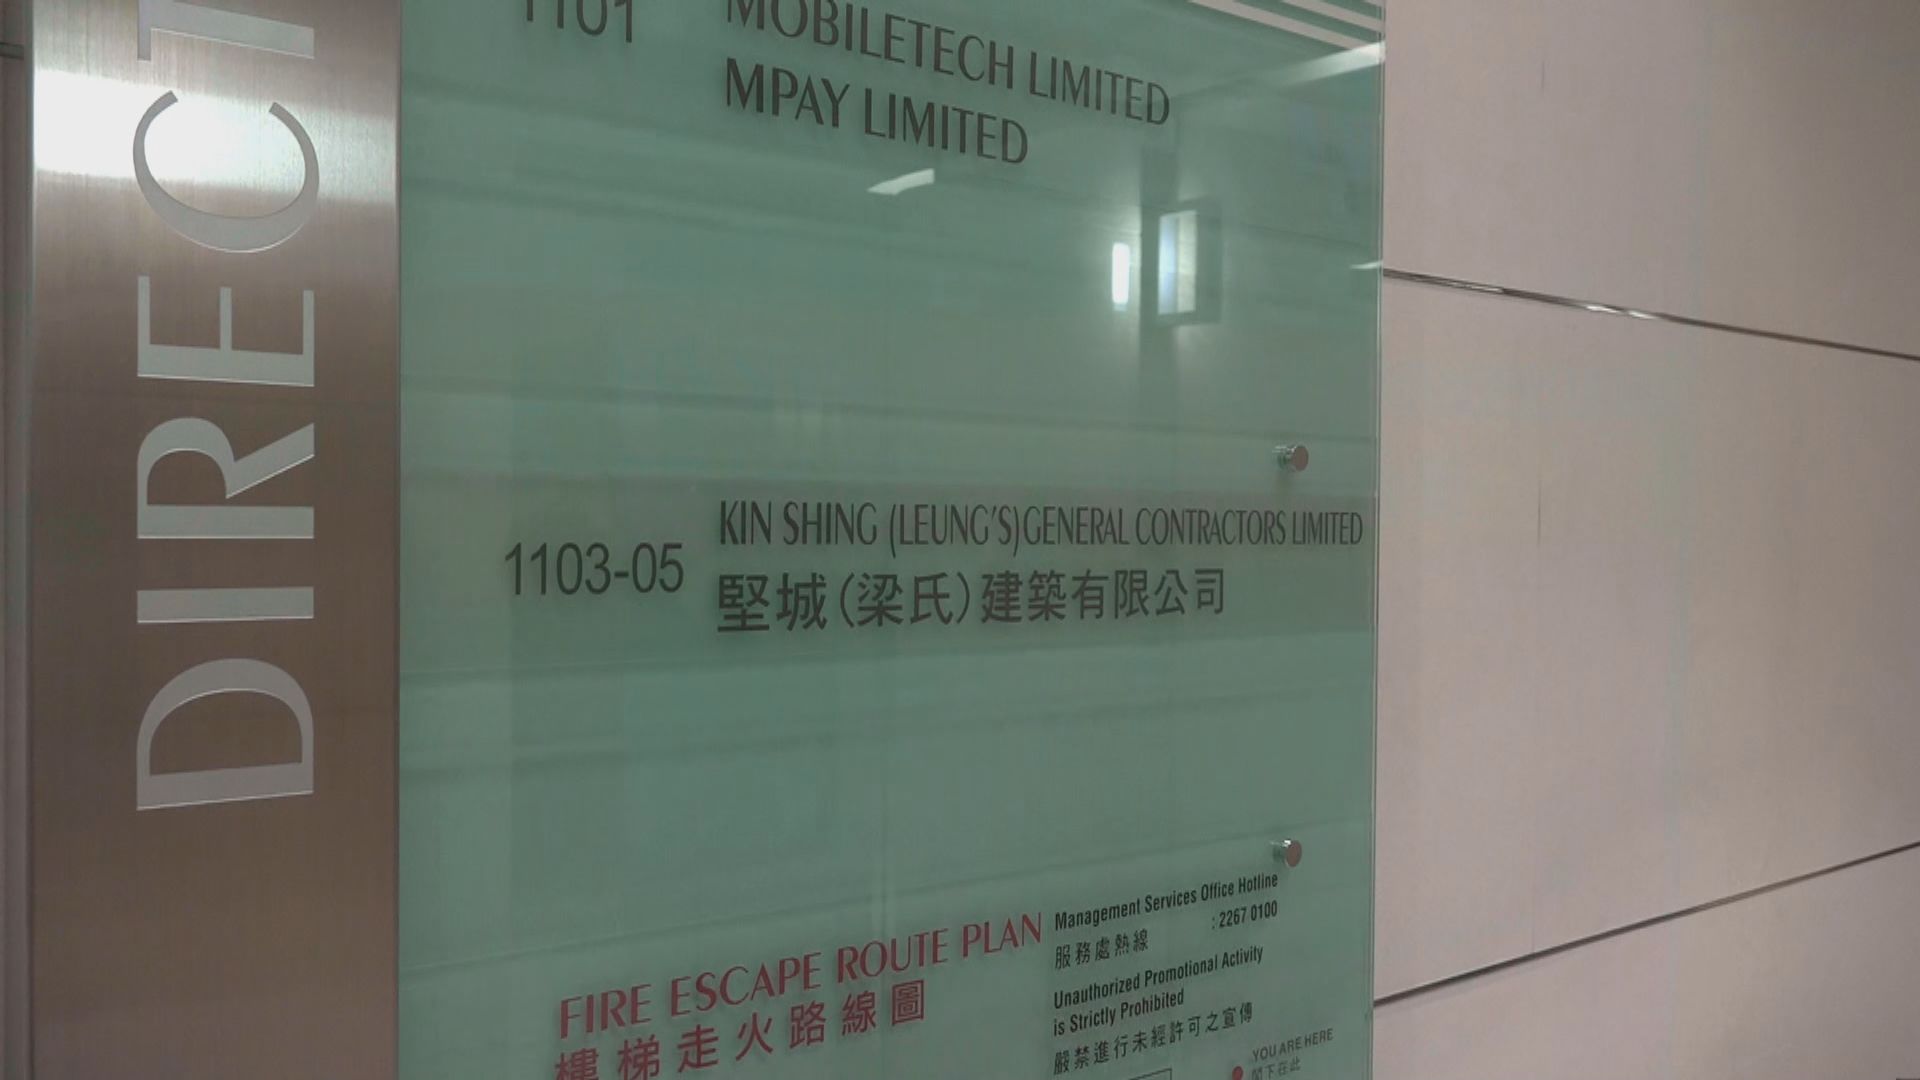 DIRECT
1101
MOBILETECH LIMITED
MPAY LIMITED
1103-05
KIN SHING (LEUNG'S)GENERAL CONTRACTORS LIMITED
堅城(梁氏)建築有限公司
FIRE ESCAPE ROUTE PLAN
樓梯走火路線圖
Management Services Office Hotline
: 2267 0100
服務處熱線
Unauthorized Promotional Activity
is Strictly Prohibited
嚴禁進行未經許可之宣傳
YOU ARE HERE
閣下在此